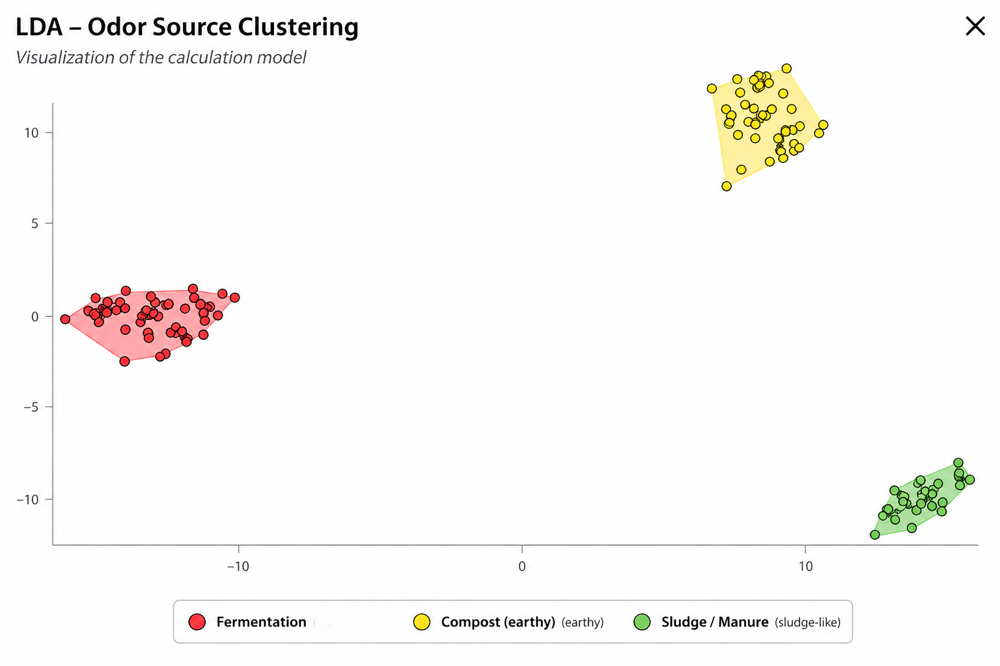 LDA – Odor Source Clustering
Visualization of the calculation model
10
5
0
–5
–10
–10
0
10
Fermentation
Compost (earthy) (earthy)
Sludge / Manure (sludge-like)